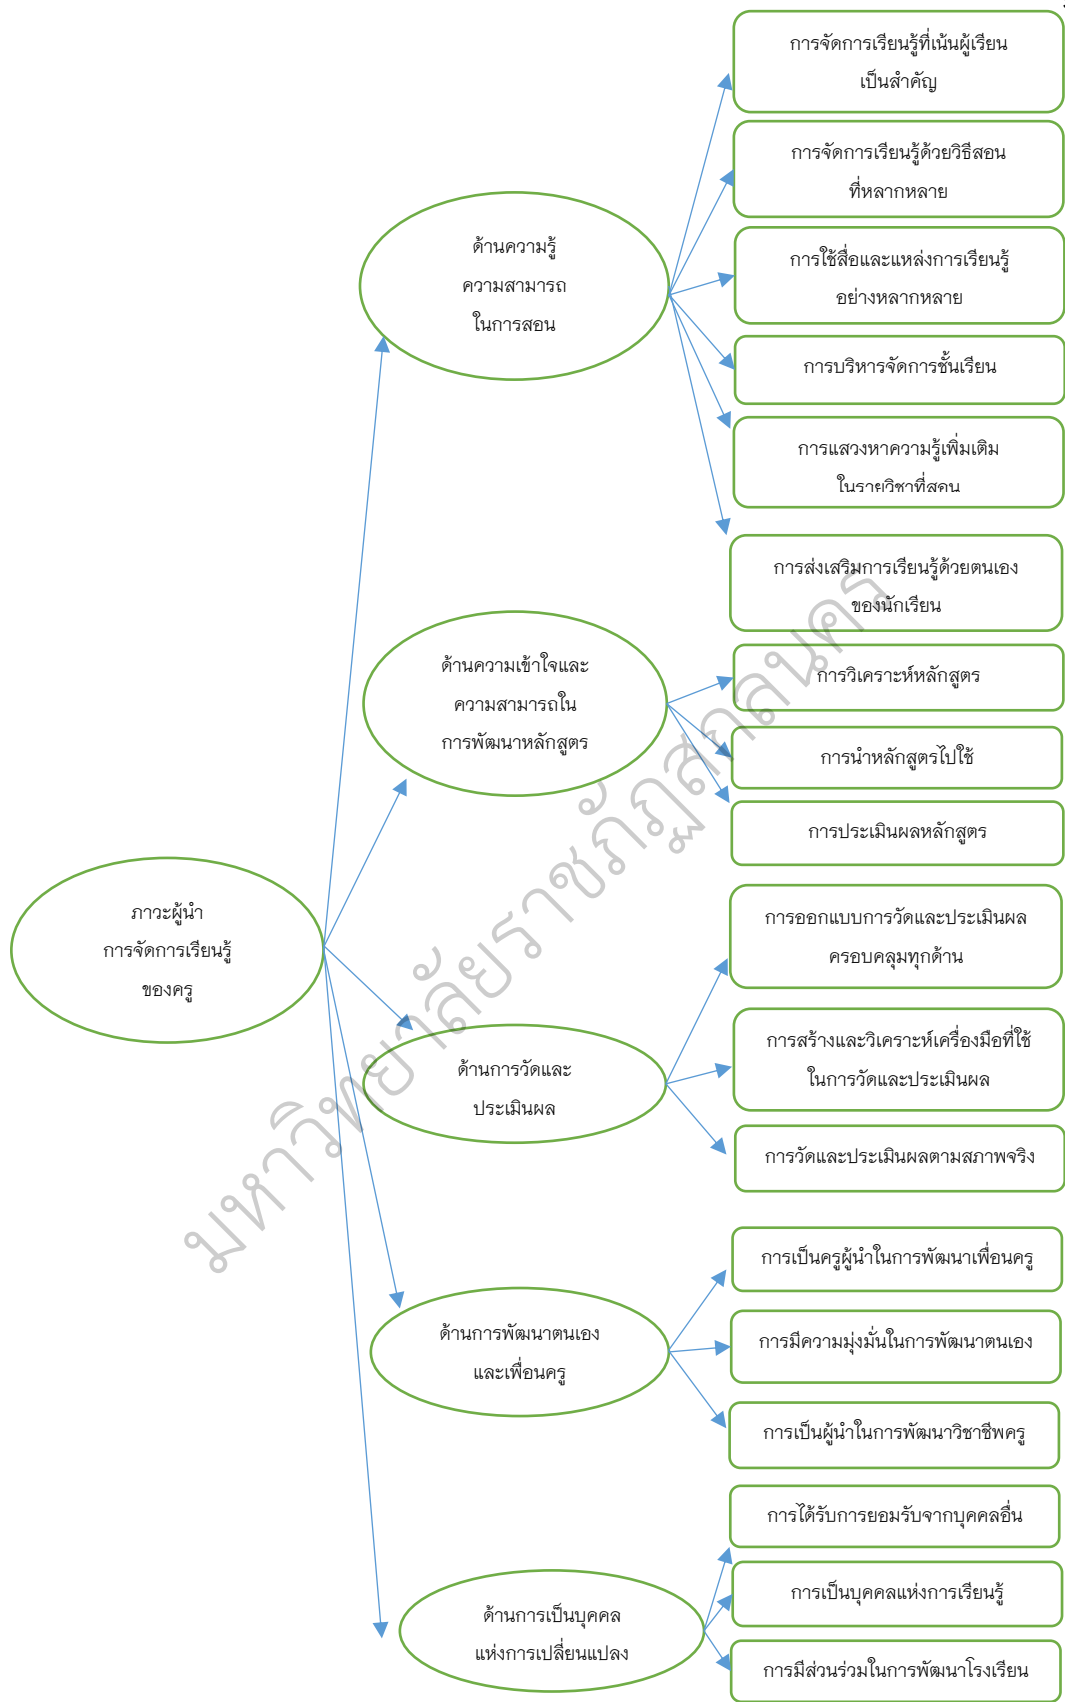 ภาวะผู้นำ
การจัดการเรียนรู้
ของครู
ด้านความรู้
ความสามารถ
ในการสอน
การจัดการเรียนรู้ที่เน้นผู้เรียน
เป็นสำคัญ
การจัดการเรียนรู้ด้วยวิธีสอน
ที่หลากหลาย
การใช้สื่อและแหล่งการเรียนรู้
อย่างหลากหลาย
การบริหารจัดการชั้นเรียน
การแสวงหาความรู้เพิ่มเติม
ในรายวิชาที่สอน
การส่งเสริมการเรียนรู้ด้วยตนเอง
ของนักเรียน
ด้านความเข้าใจและ
ความสามารถใน
การพัฒนาหลักสูตร
การวิเคราะห์หลักสูตร
การนำหลักสูตรไปใช้
การประเมินผลหลักสูตร
ด้านการวัดและ
ประเมินผล
การออกแบบการวัดและประเมินผล
ครอบคลุมทุกด้าน
การสร้างและวิเคราะห์เครื่องมือที่ใช้
ในการวัดและประเมินผล
การวัดและประเมินผลตามสภาพจริง
ด้านการพัฒนาตนเอง
และเพื่อนครู
การเป็นครูผู้นำในการพัฒนาเพื่อนครู
การมีความมุ่งมั่นในการพัฒนาตนเอง
การเป็นผู้นำในการพัฒนาวิชาชีพครู
ด้านการเป็นบุคคล
แห่งการเปลี่ยนแปลง
การได้รับการยอมรับจากบุคคลอื่น
การเป็นบุคคลแห่งการเรียนรู้
การมีส่วนร่วมในการพัฒนาโรงเรียน
มหาวิทยาลัยราชภัฏสกลนคร